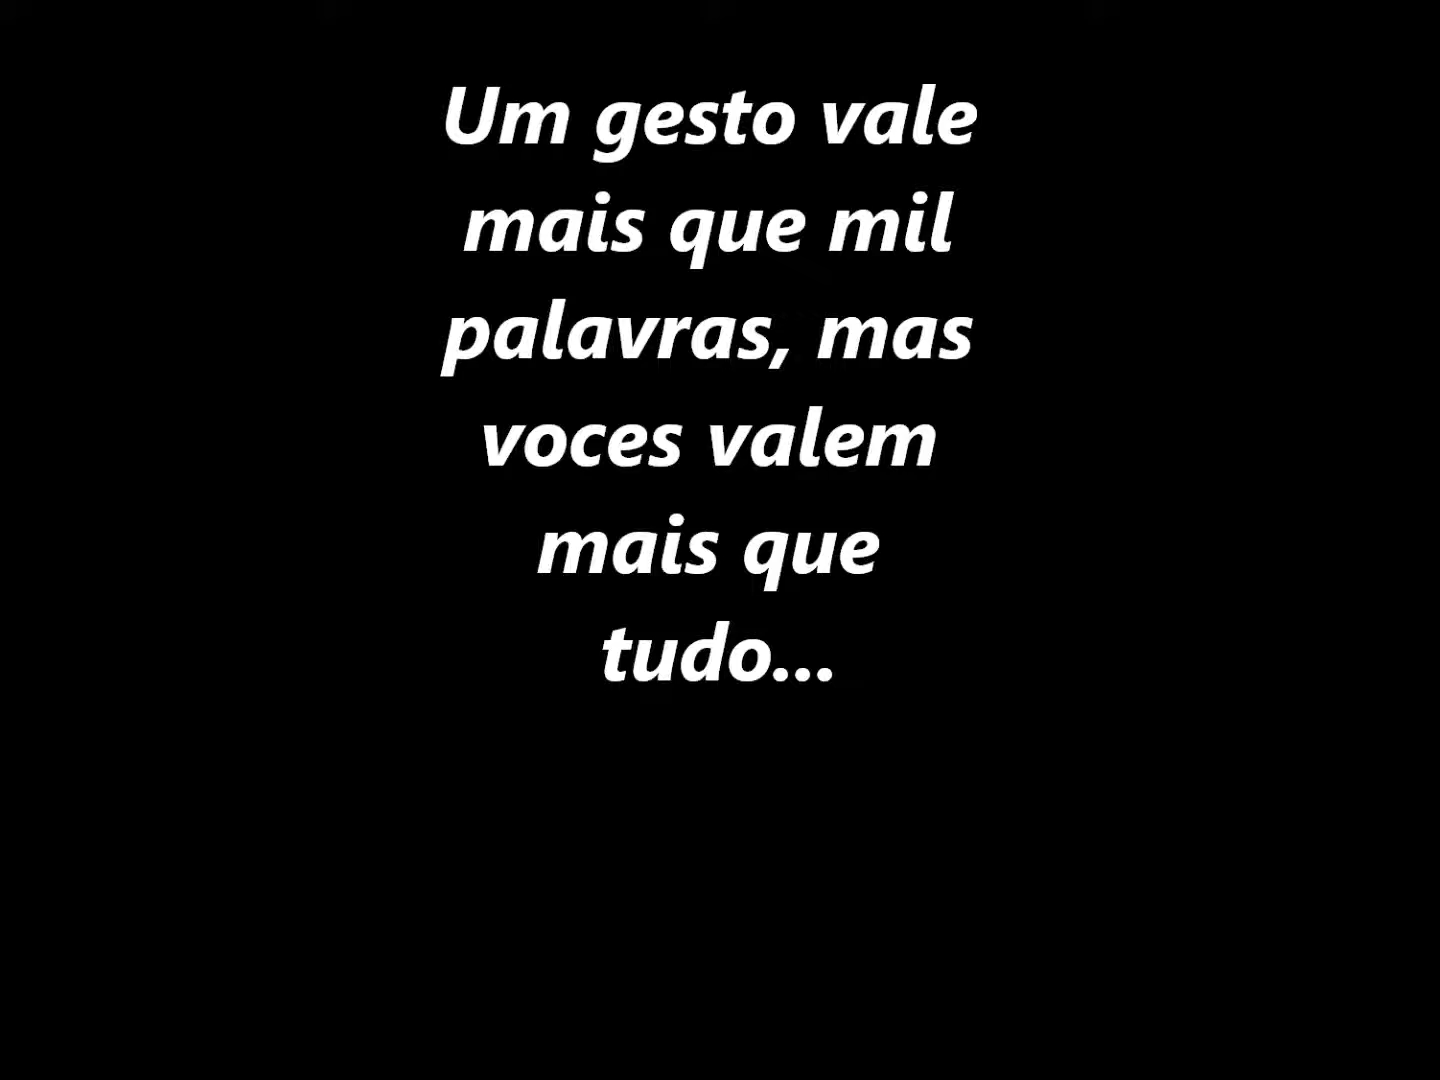 Um gesto vale
mais que mil
palavras, mas
voces valem
mais que
tudo...